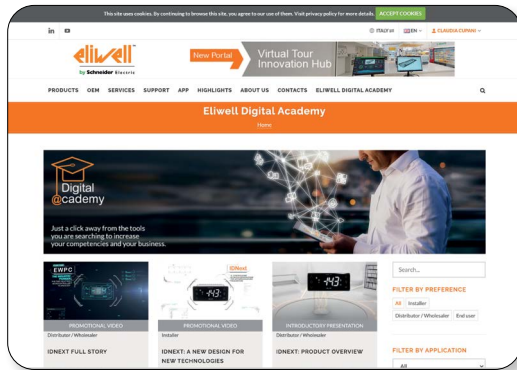 This site uses cookies. By continuing to browse this site, you agree to our use of them. Visit privacy policy for more details. ACCEPT COOKIES
in
ITALY EN CLAUDIA CUPANI
eliwell
by Schneider Electric
New Portal
Virtual Tour
Innovation Hub
PRODUCTS OEM SERVICES SUPPORT APP HIGHLIGHTS ABOUT US CONTACTS ELIWELL DIGITAL ACADEMY
Eliwell Digital Academy
Home
Digital
@cademy
Just a click away from the tools
you are searching to increase
your competencies and your business.
EWPC
PROMOTIONAL VIDEO
Distributor / Wholesaler
IDNEXT FULL STORY
IDNext
PROMOTIONAL VIDEO
Installer
IDNEXT: A NEW DESIGN FOR
NEW TECHNOLOGIES
INTRODUCTORY PRESENTATION
Distributor / Wholesaler
IDNEXT: PRODUCT OVERVIEW
Search...
FILTER BY PREFERENCE
All Installer
Distributor / Wholesaler End user
FILTER BY APPLICATION
All